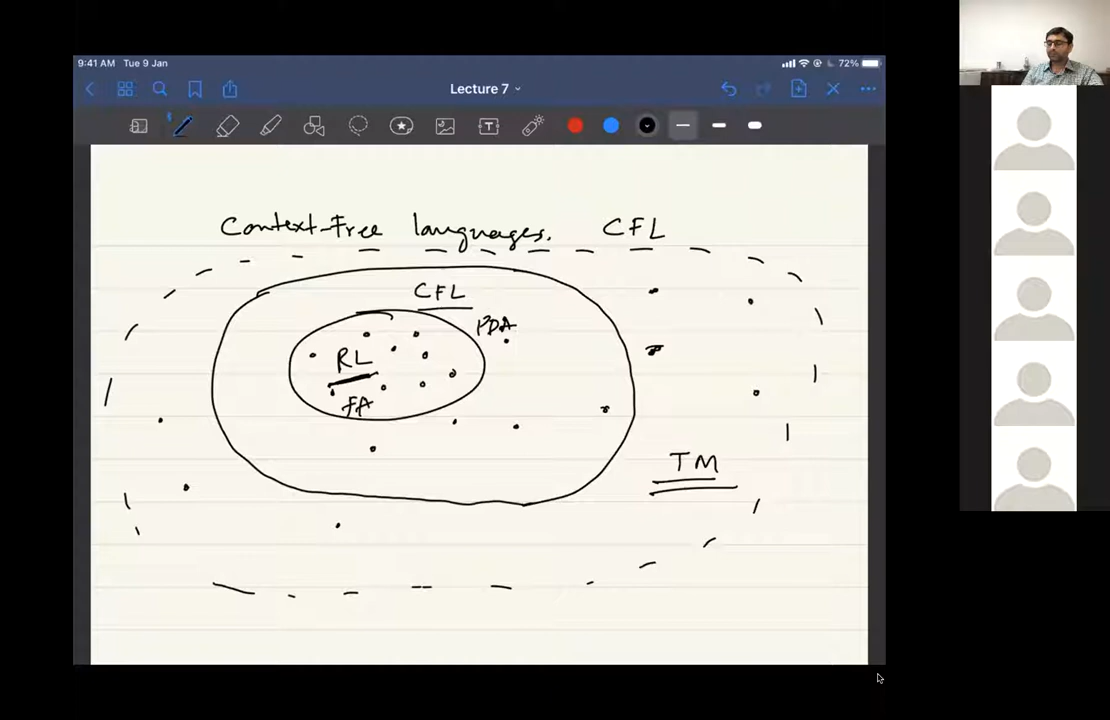 9:41 AM Tue 9 Jan
72%
Lecture 7
Context-Free languages. CFL
CFL
PDA
RL
FA
TM